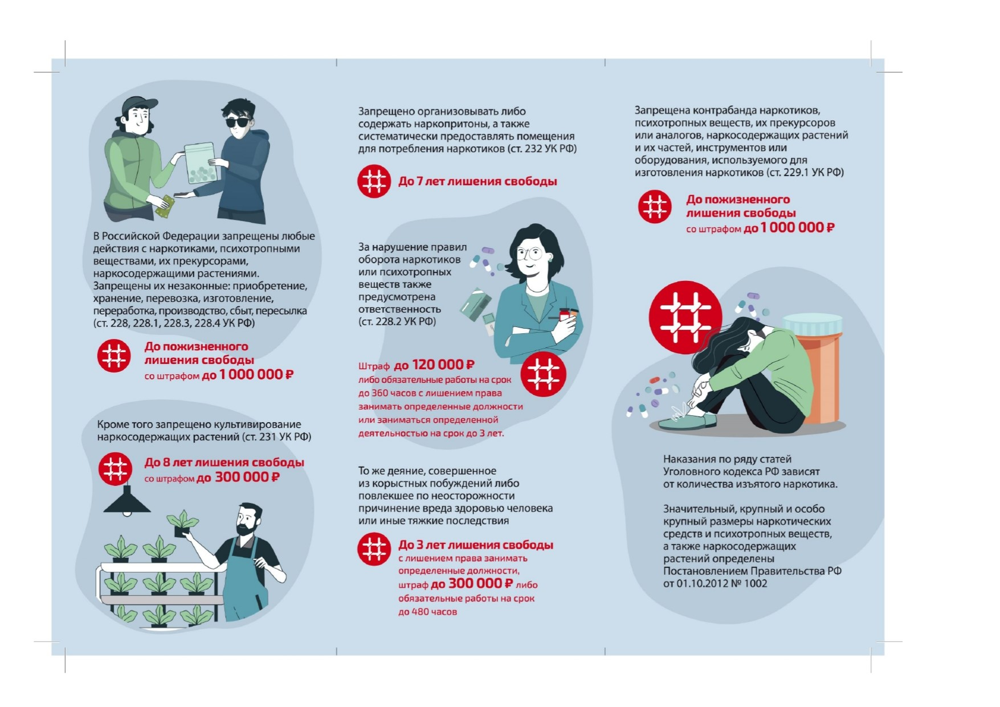 В Российской Федерации запрещены любые
действия с наркотиками, психотропными
веществами, их прекурсорами,
наркосодержащими растениями.
Запрещены их незаконные: приобретение,
хранение, перевозка, изготовление,
переработка, производство, сбыт, пересылка
(ст. 228, 228.1, 228.3, 228.4 УК РФ)
До пожизненного
лишения свободы
со штрафом до 1 000 000 ₽
Кроме того запрещено культивирование
наркосодержащих растений (ст. 231 УК РФ)
До 8 лет лишения свободы
со штрафом до 300 000 ₽
Запрещено организовывать либо
содержать наркопритоны, а также
систематически предоставлять помещения
для потребления наркотиков (ст. 232 УК РФ)
До 7 лет лишения свободы
За нарушение правил
оборота наркотиков
или психотропных
веществ также
предусмотрена
ответственность
(ст. 228.2 УК РФ)
Штраф до 120 000 ₽
либо обязательные работы на срок
до 360 часов с лишением права
занимать определенные должности
или заниматься определенной
деятельностью на срок до 3 лет.
То же деяние, совершенное
из корыстных побуждений либо
повлекшее по неосторожности
причинение вреда здоровью человека
или иные тяжкие последствия
До 3 лет лишения свободы
с лишением права занимать
определенные должности,
штраф до 300 000 ₽ либо
обязательные работы на срок
до 480 часов
Запрещена контрабанда наркотиков,
психотропных веществ, их прекурсоров
или аналогов, наркосодержащих растений
и их частей, инструментов или
оборудования, используемого для
изготовления наркотиков (ст. 229.1 УК РФ)
До пожизненного
лишения свободы
со штрафом до 1 000 000 ₽
Наказания по ряду статей
Уголовного кодекса РФ зависят
от количества изъятого наркотика.
Значительный, крупный и особо
крупный размеры наркотических
средств и психотропных веществ,
а также наркосодержащих
растений определены
Постановлением Правительства РФ
от 01.10.2012 № 1002